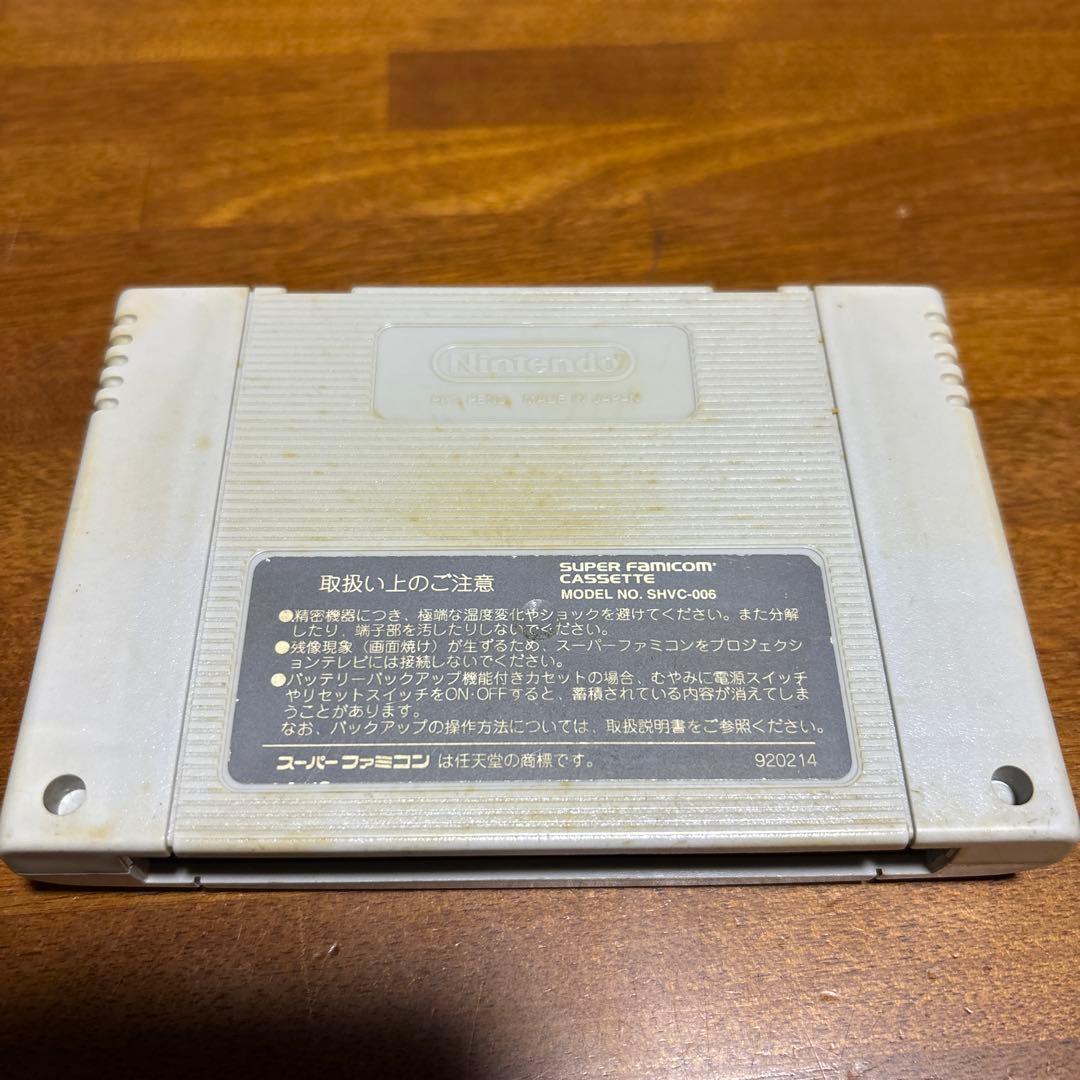 Nintendo
MADE IN JAPAN
取扱い上のご注意
SUPER FAMICOM
CASSETTE
MODEL NO. SHVC-006
●精密機器につき、極端な温度変化やショックを避けてください。また分解
したり、端子部を汚したりしないでください。
●残像現象（画面焼け）が生ずるため、スーパーファミコンをプロジェクシ
ョンテレビには接続しないでください。
●バッテリーバックアップ機能付きカセットの場合、むやみに電源スイッチ
やリセットスイッチをON·OFFすると、蓄積されている内容が消えてしま
うことがあります。
なお、バックアップの操作方法については、取扱説明書をご参照ください。
スーパーファミコンは任天堂の商標です。
920214